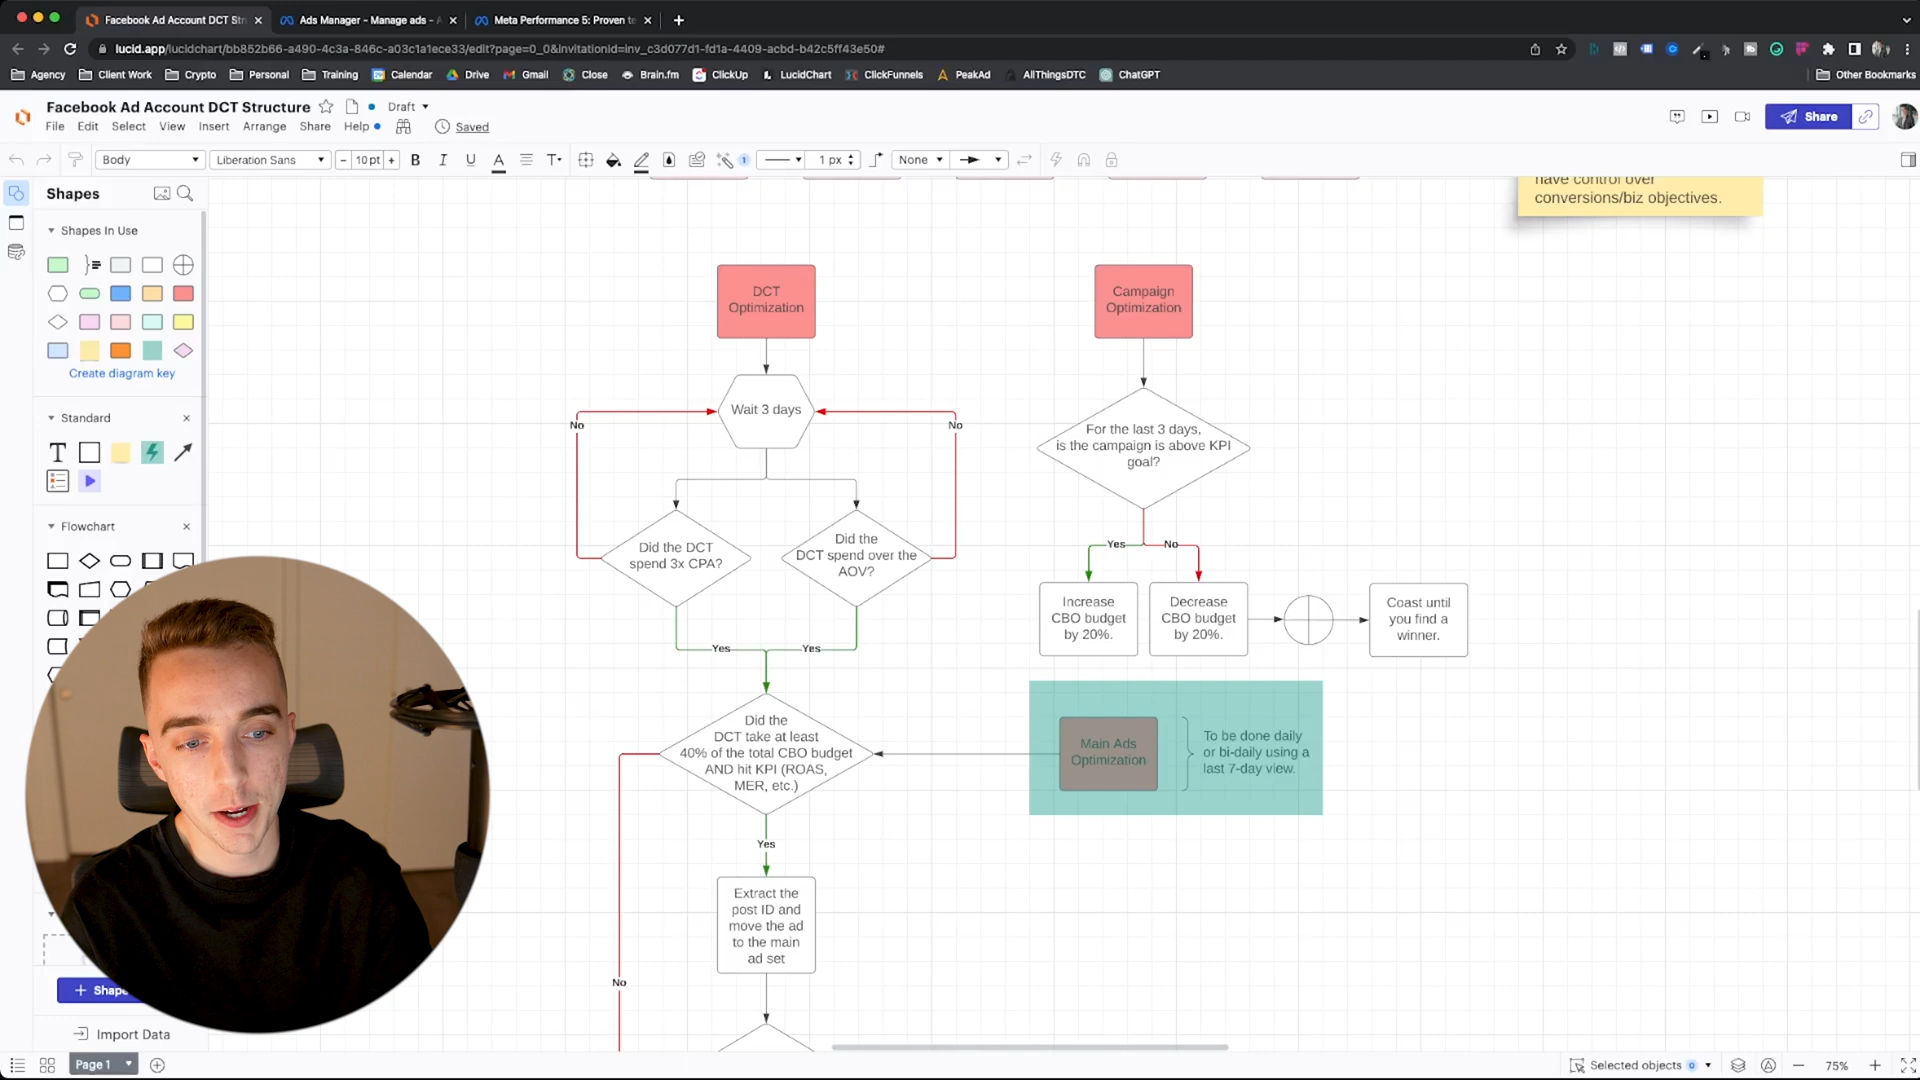 Facebook Ad Account DCT Str
Ads Manager - Manage ads -
Meta Performance 5: Proven te
lucid.app/lucidchart/bb852b66-a490-4c3a-846c-a03c1a1ece33/edit?page=0_0&invitationId=inv_c3d077d1-fd1a-4409-acbd-b42c5ff43e50#
Agency
Client Work
Crypto
Personal
Training
Calendar
Drive
Gmail
Close
Brain.fm
ClickUp
LucidChart
ClickFunnels
PeakAd
AllThingsDTC
ChatGPT
Other Bookmarks
Facebook Ad Account DCT Structure
Draft
File Edit Select View Insert Arrange Share Help
Saved
Share
Body
Liberation Sans
10 pt
B I U A
1
1 px
None
Shapes
Shapes In Use
Create diagram key
Standard
T
Flowchart
+ Shap
Import Data
have control over
conversions/biz objectives.
DCT
Optimization
Wait 3 days
No
No
Did the DCT
spend 3x CPA?
Did the
DCT spend over the
AOV?
Yes
Yes
Did the
DCT take at least
40% of the total CBO budget
AND hit KPI (ROAS,
MER, etc.)
Yes
Extract the
post ID and
move the ad
to the main
ad set
No
Campaign
Optimization
For the last 3 days,
is the campaign is above KPI
goal?
Yes
No
Increase
CBO budget
by 20%.
Decrease
CBO budget
by 20%.
Coast until
you find a
winner.
Main Ads
Optimization
To be done daily
or bi-daily using a
last 7-day view.
Page 1
Selected objects 0
75%